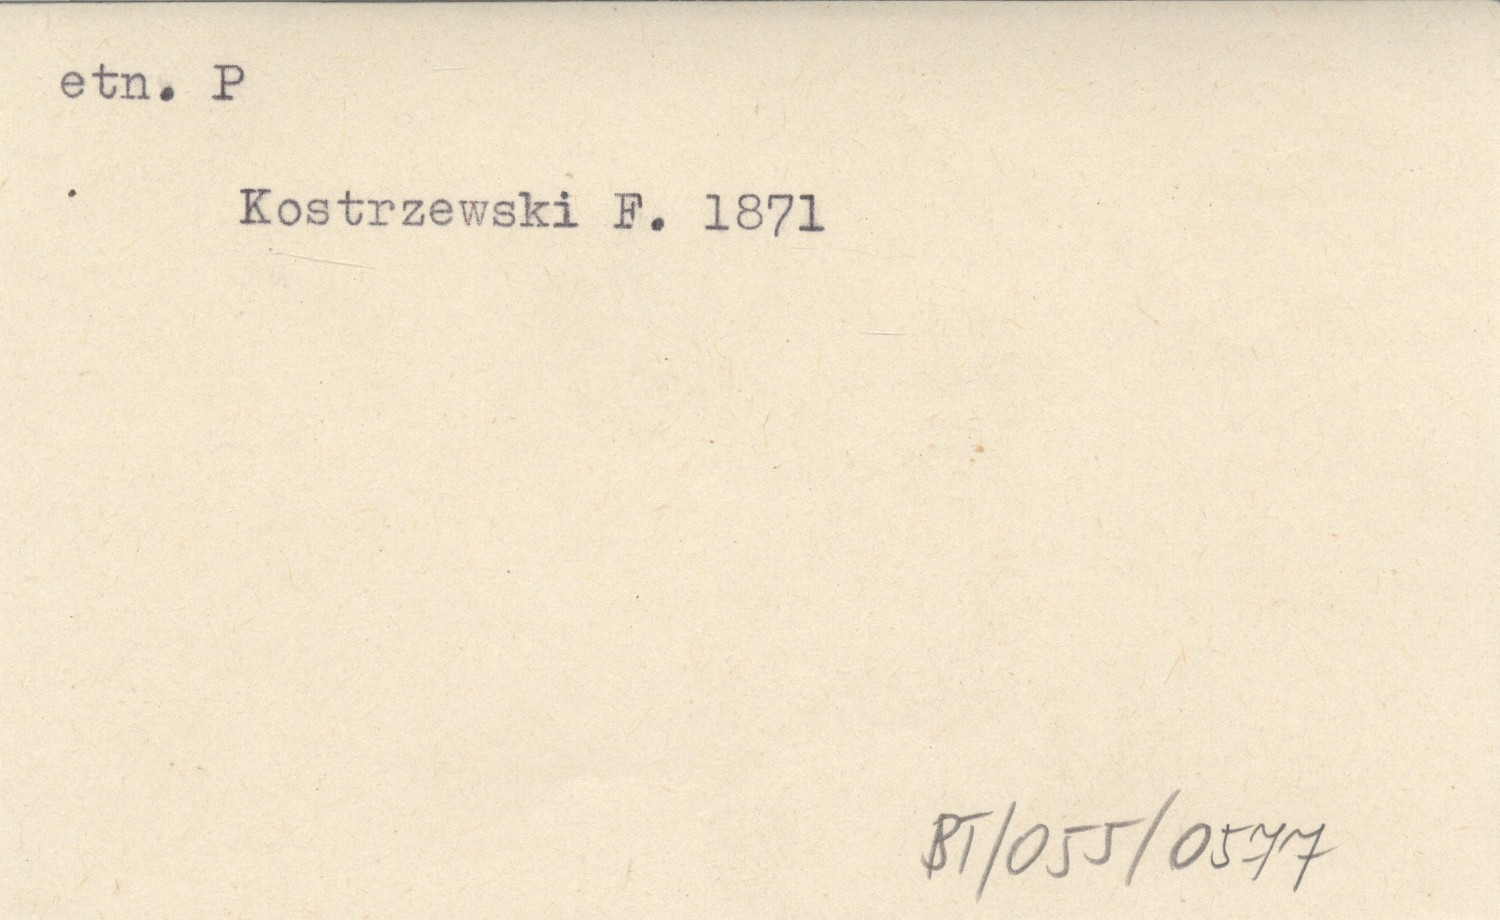 etn. P
Kostrzewski F. 1871
BT/055/0577